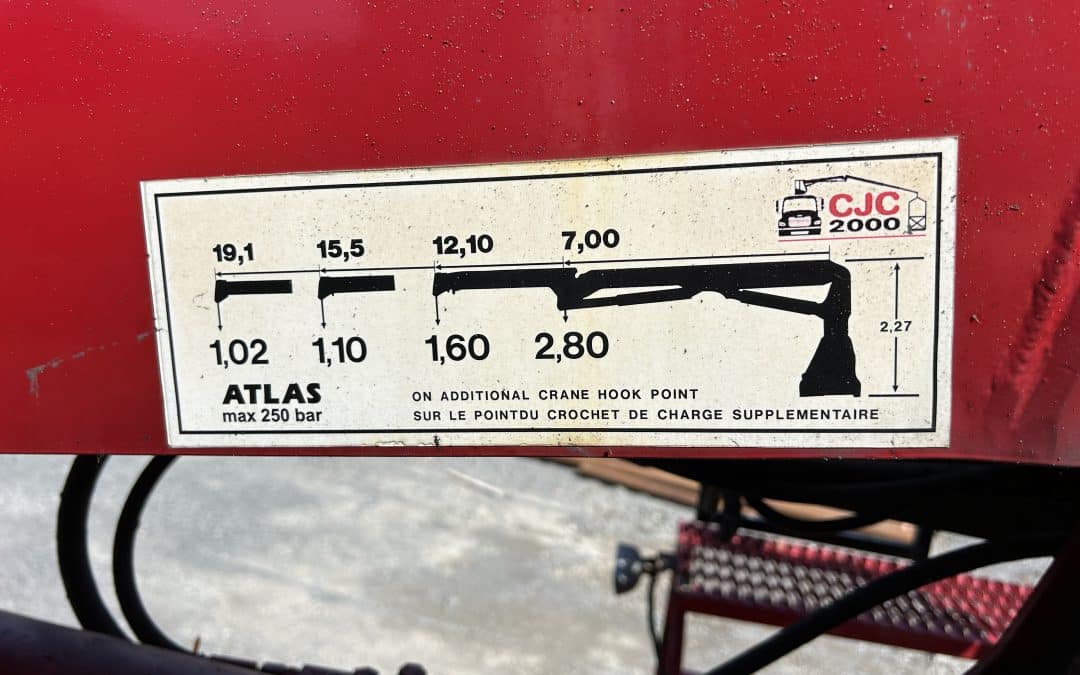 CJC
2000
19,1 15,5 12,10 7,00
2,27
1,02 1,10 1,60 2,80
ATLAS
max 250 bar
ON ADDITIONAL CRANE HOOK POINT
SUR LE POINTDU CROCHET DE CHARGE SUPPLEMENTAIRE